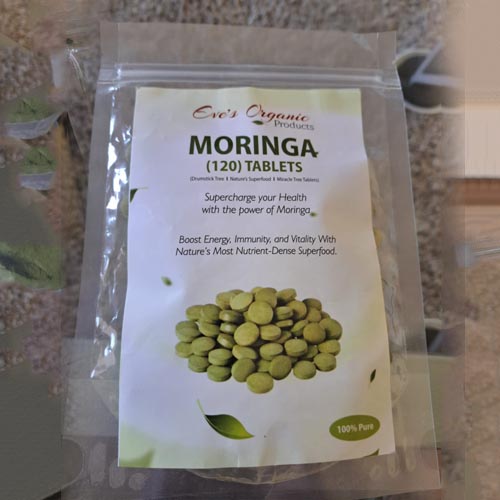 Eve's Organic
Products
MORINGA
(120) TABLETS
(Drumstick Tree | Nature's Superfood | Miracle Tree Tablets)
Supercharge your Health
with the power of Moringa
Boost Energy, Immunity, and Vitality With
Nature's Most Nutrient-Dense Superfood.
100% Pure